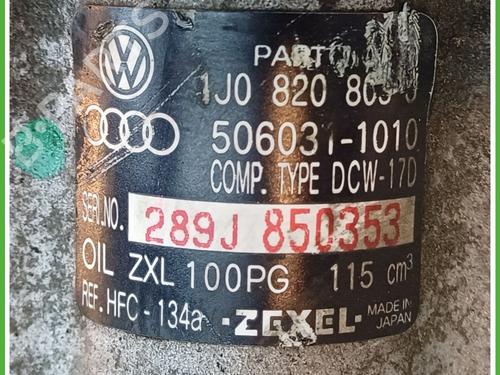 PART
1J0 820 803
506031-1010
COMP. TYPE DCW-17D
SERI.NO. 289J 850353
OIL ZXL 100PG 115 cm³
REF. HFC-134a ·ZEXEL· MADE IN JAPAN